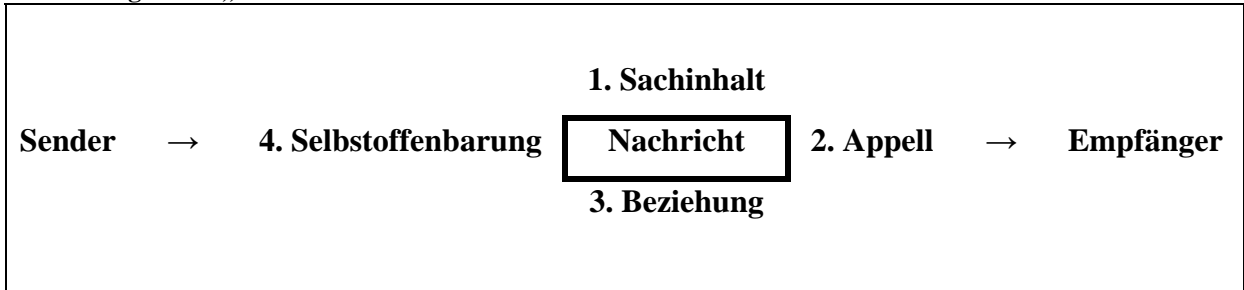 1. Sachinhalt
Sender → 4. Selbstoffenbarung Nachricht 2. Appell → Empfänger
3. Beziehung